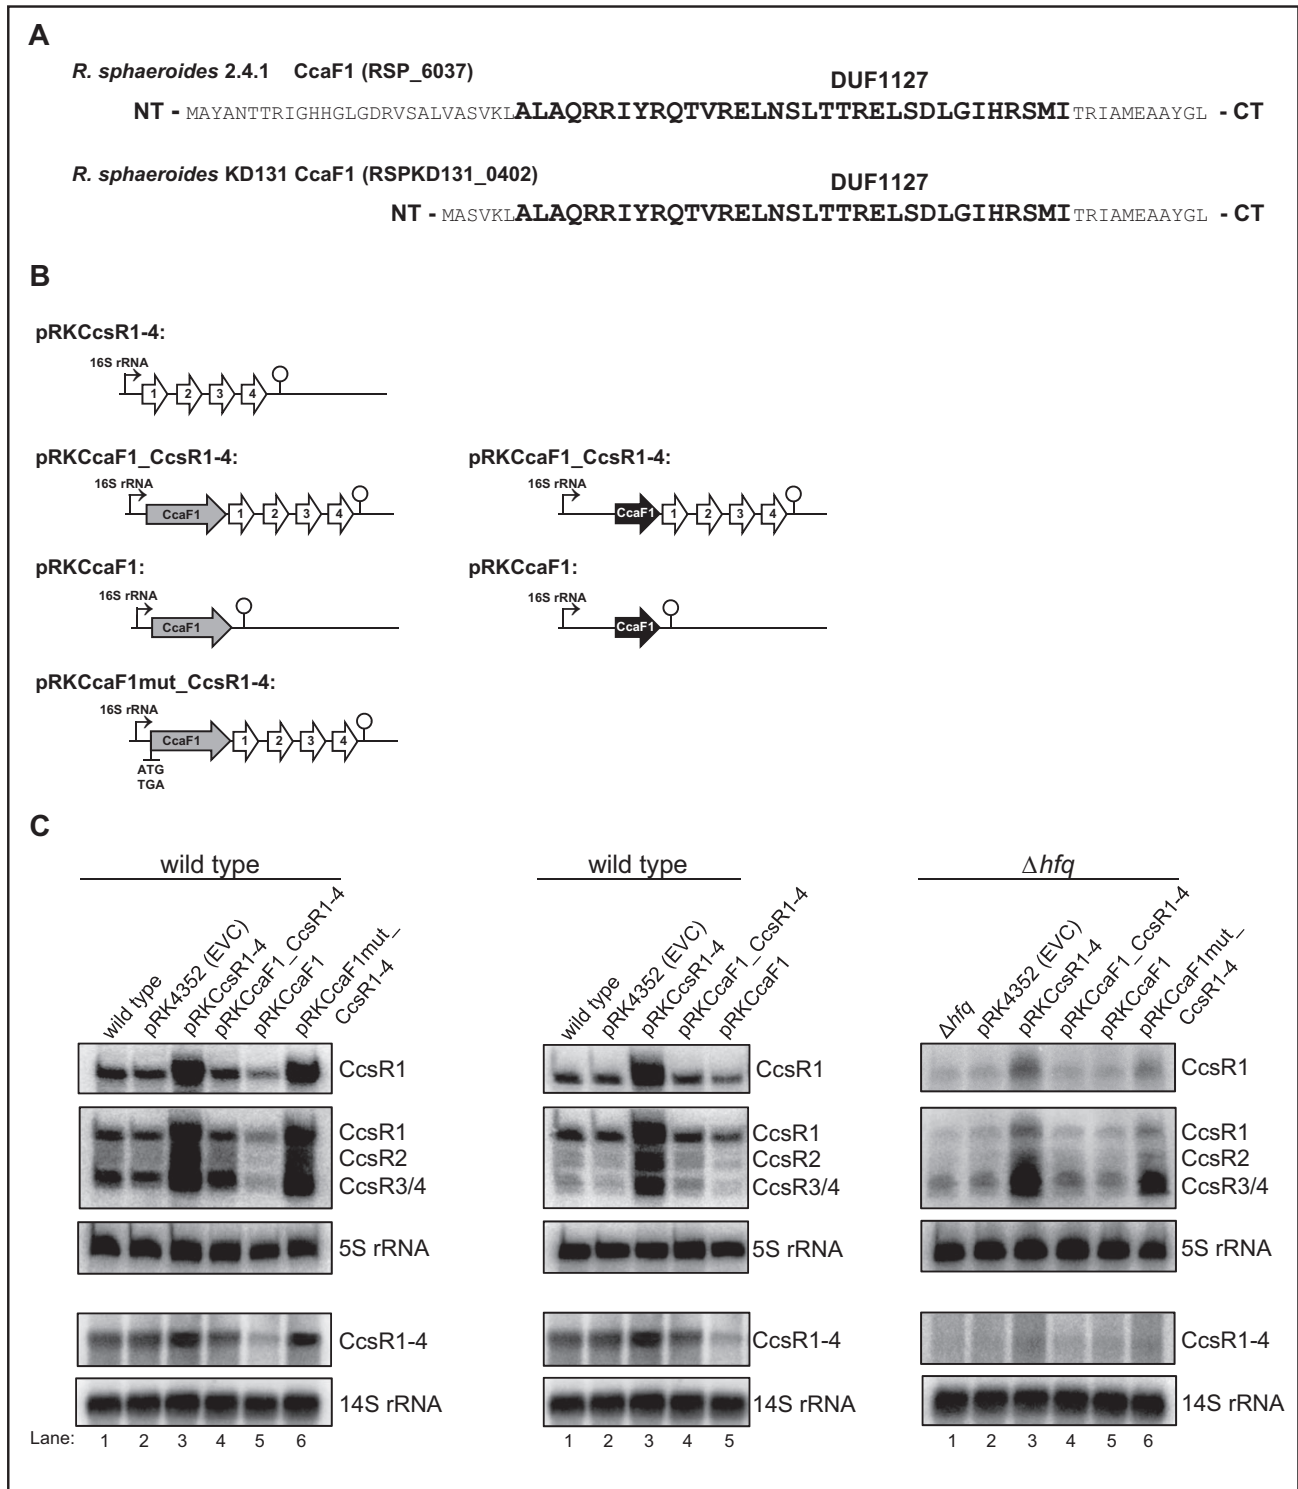 A
R. sphaeroides 2.4.1 CcaF1 (RSP_6037)
DUF1127
NT - MAYANTTRIGHHGLGDRVSALVASVKLALAQRRIYRQTVRELNSLTTRELSDLGIHRSMITRIAMEAAYGL - CT
R. sphaeroides KD131 CcaF1 (RSPKD131_0402)
DUF1127
NT - MASVKLALAQRRIYRQTVRELNSLTTRELSDLGIHRSMITRIAMEAAYGL - CT
B
pRKCcsR1-4:
16S rRNA
1 2 3 4
pRKCcaF1_CcsR1-4: pRKCcaF1_CcsR1-4:
16S rRNA 16S rRNA
CcaF1 1 2 3 4 CcaF1 1 2 3 4
pRKCcaF1: pRKCcaF1:
16S rRNA 16S rRNA
CcaF1 CcaF1
pRKCcaF1mut_CcsR1-4:
16S rRNA
CcaF1 1 2 3 4
ATG
TGA
C
wild type wild type Δhfq
wild type
pRK4352 (EVC)
pRKCcsR1-4
pRKCcaF1_CcsR1-4
pRKCcaF1
pRKCcaF1mut_
CcsR1-4
wild type
pRK4352 (EVC)
pRKCcsR1-4
pRKCcaF1_CcsR1-4
pRKCcaF1
Δhfq
pRK4352 (EVC)
pRKCcsR1-4
pRKCcaF1_CcsR1-4
pRKCcaF1
pRKCcaF1mut_
CcsR1-4
CcsR1 CcsR1 CcsR1
CcsR1 CcsR1 CcsR1
CcsR2 CcsR2 CcsR2
CcsR3/4 CcsR3/4 CcsR3/4
5S rRNA 5S rRNA 5S rRNA
CcsR1-4 CcsR1-4 CcsR1-4
14S rRNA 14S rRNA 14S rRNA
Lane: 1 2 3 4 5 6 1 2 3 4 5 1 2 3 4 5 6